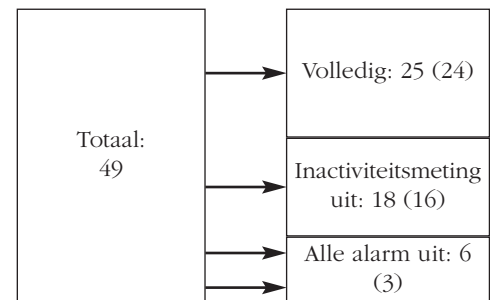 Totaal:
49
Volledig: 25 (24)
Inactiviteitsmeting
uit: 18 (16)
Alle alarm uit: 6
(3)